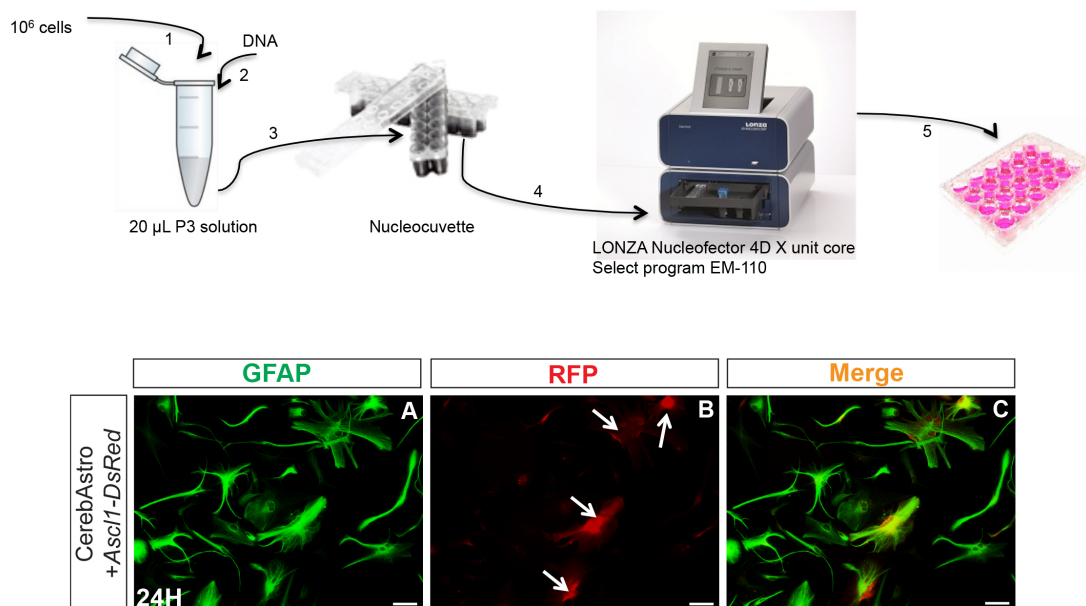 10⁶ cells
1
DNA
2
3
20 µL P3 solution
Nucleocuvette
4
Lonza
LONZA Nucleofector 4D X unit core
Select program EM-110
5
GFAP
RFP
Merge
CerebAstro
+Ascl1-DsRed
A
B
C
24H